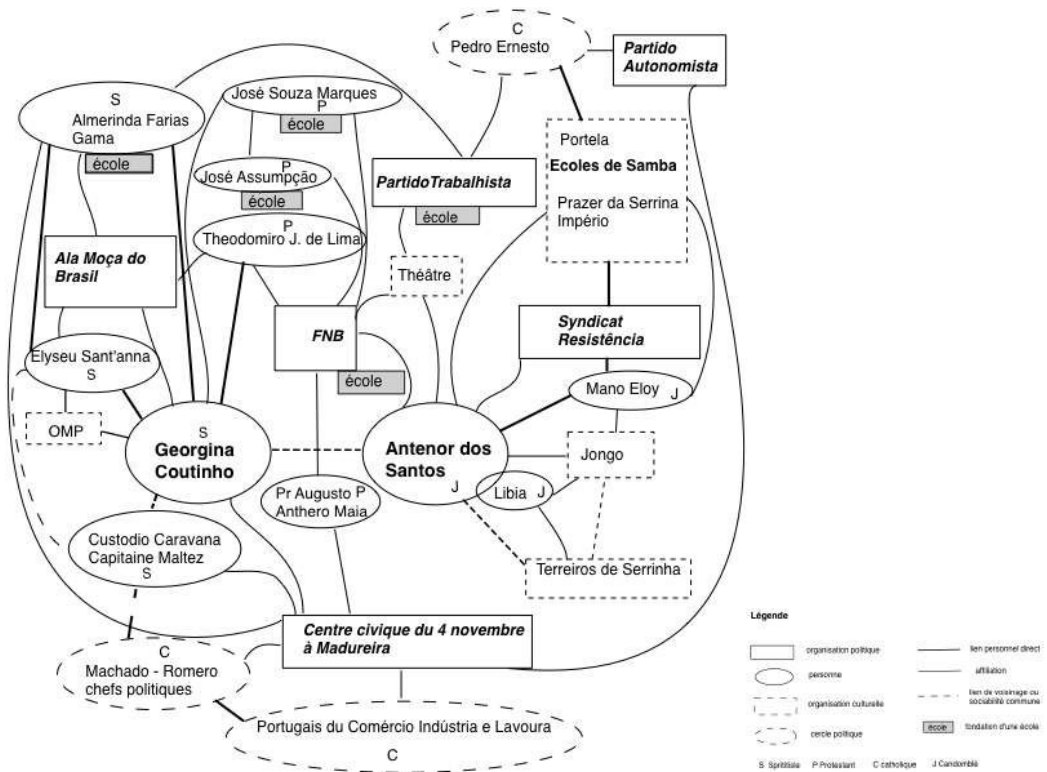 C
Pedro Ernesto
Partido
Autonomista
S
Almerinda Farias
Gama
école
José Souza Marques
P
école
P
José Assumpção
école
P
Theodomiro J. de Lima
PartidoTrabalhista
école
Portela
Ecoles de Samba
Prazer da Serrina
Império
Ala Moça do
Brasil
Théâtre
FNB
école
Syndicat
Resistência
Elyseu Sant'anna
S
Mano Eloy J
OMP
S
Georgina
Coutinho
Antenor dos
Santos
J
Jongo
Pr Augusto P
Anthero Maia
Libia J
Custodio Caravana
Capitaine Maltez
S
Terreiros de Serrinha
Centre civique du 4 novembre
à Madureira
C
Machado - Romero
chefs politiques
Portugais du Comércio Indústria e Lavoura
C
Légende
organisation politique
lien personnel direct
personne
affiliation
organisation culturelle
lien de voisinage ou
sociabilité commune
cercle politique
école
fondation d'une école
S Sprititiste P Protestant C catholique J Candomblé